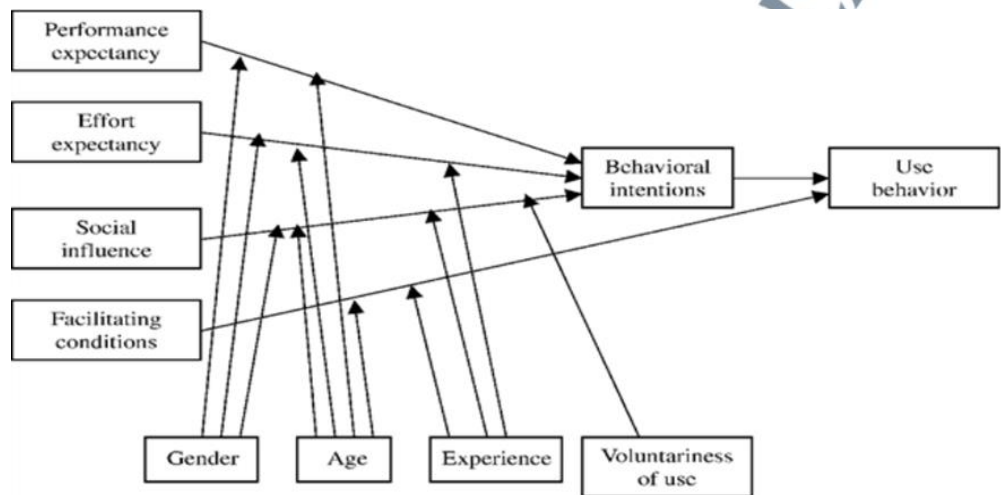 Performance
expectancy
Effort
expectancy
Social
influence
Facilitating
conditions
Behavioral
intentions
Use
behavior
Gender
Age
Experience
Voluntariness
of use